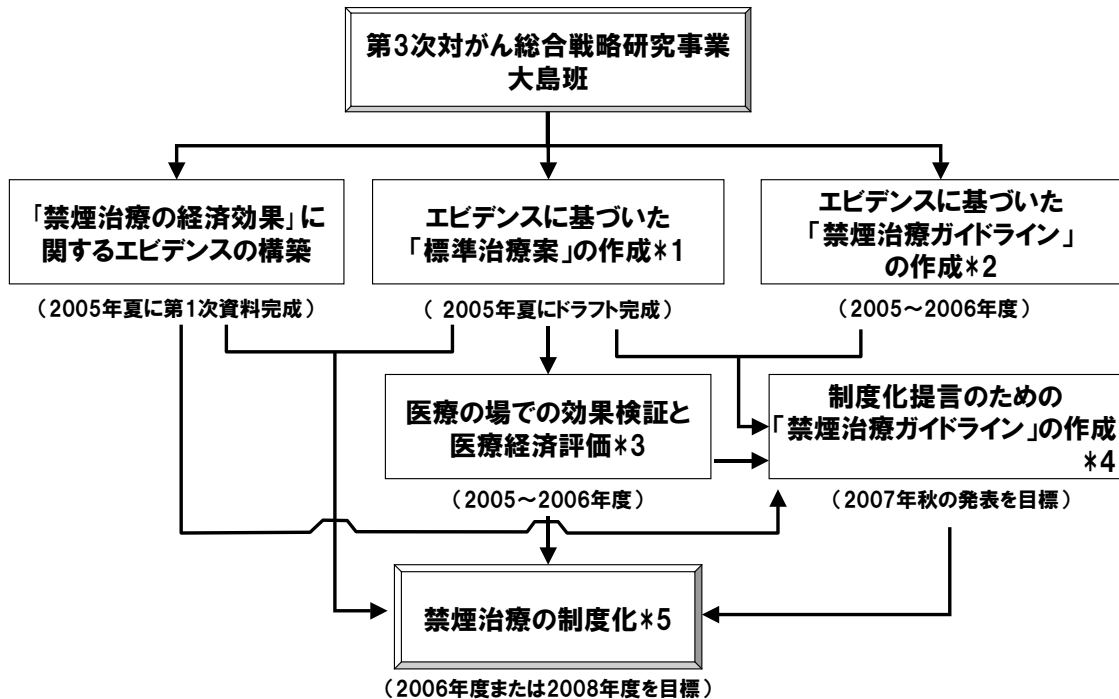 第3次対がん総合戦略研究事業
大島班
「禁煙治療の経済効果」に
関するエビデンスの構築
（2005年夏に第1次資料完成）
エビデンスに基づいた
「標準治療案」の作成*1
（ 2005年夏にドラフト完成）
エビデンスに基づいた
「禁煙治療ガイドライン」
の作成*2
（2005～2006年度）
医療の場での効果検証と
医療経済評価*3
（2005～2006年度）
制度化提言のための
「禁煙治療ガイドライン」の作成
*4
（2007年秋の発表を目標）
禁煙治療の制度化*5
（2006年度または2008年度を目標）